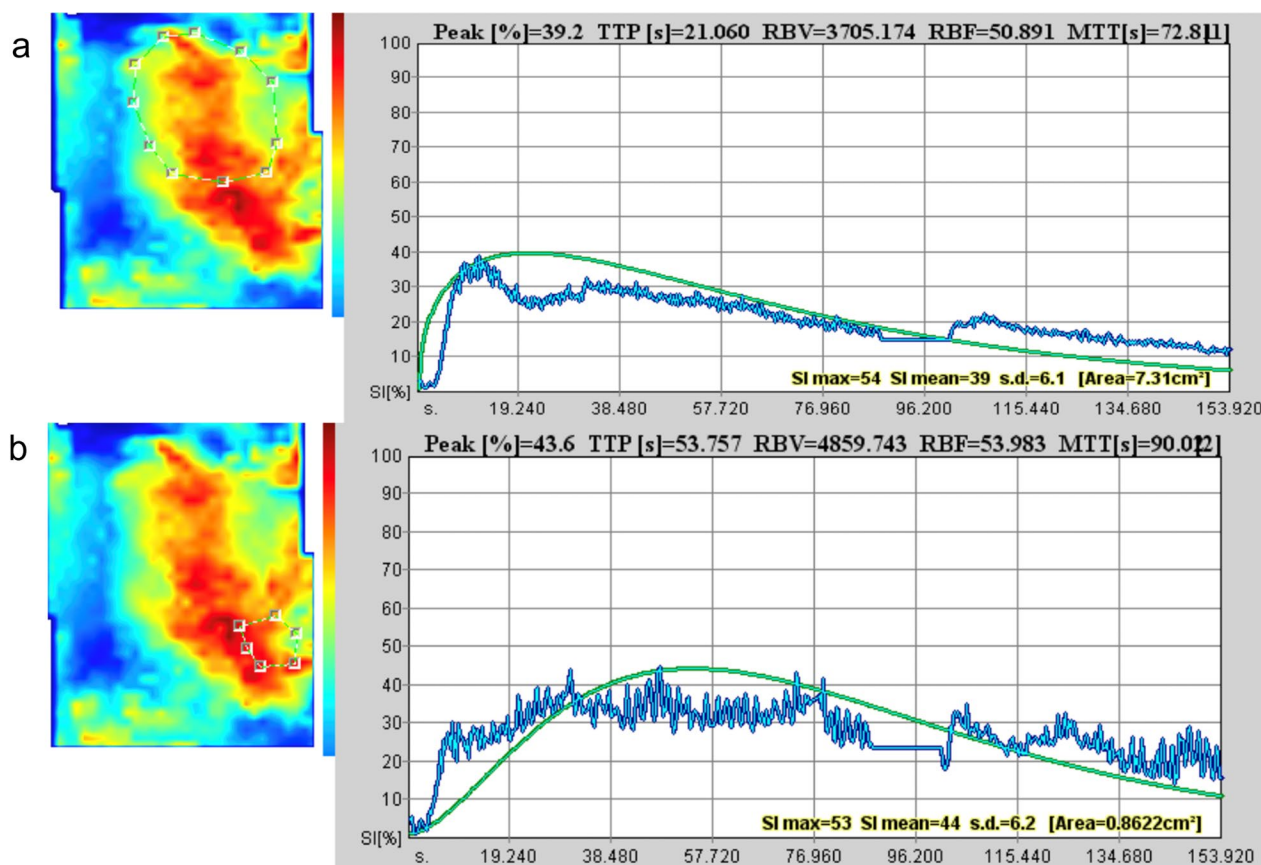 a
Peak [%]=39.2 TTP [s]=21.060 RBV=3705.174 RBF=50.891 MTT[s]=72.811]
100
90
80
70
60
50
40
30
20
10
SI[%]
SI max=54 SI mean=39 s.d.=6.1 [Area=7.31cm²]
s. 19.240 38.480 57.720 76.960 96.200 115.440 134.680 153.920
b
Peak [%]=43.6 TTP [s]=53.757 RBV=4859.743 RBF=53.983 MTT[s]=90.022]
100
90
80
70
60
50
40
30
20
10
SI[%]
SI max=53 SI mean=44 s.d.=6.2 [Area=0.8622cm²]
s. 19.240 38.480 57.720 76.960 96.200 115.440 134.680 153.920